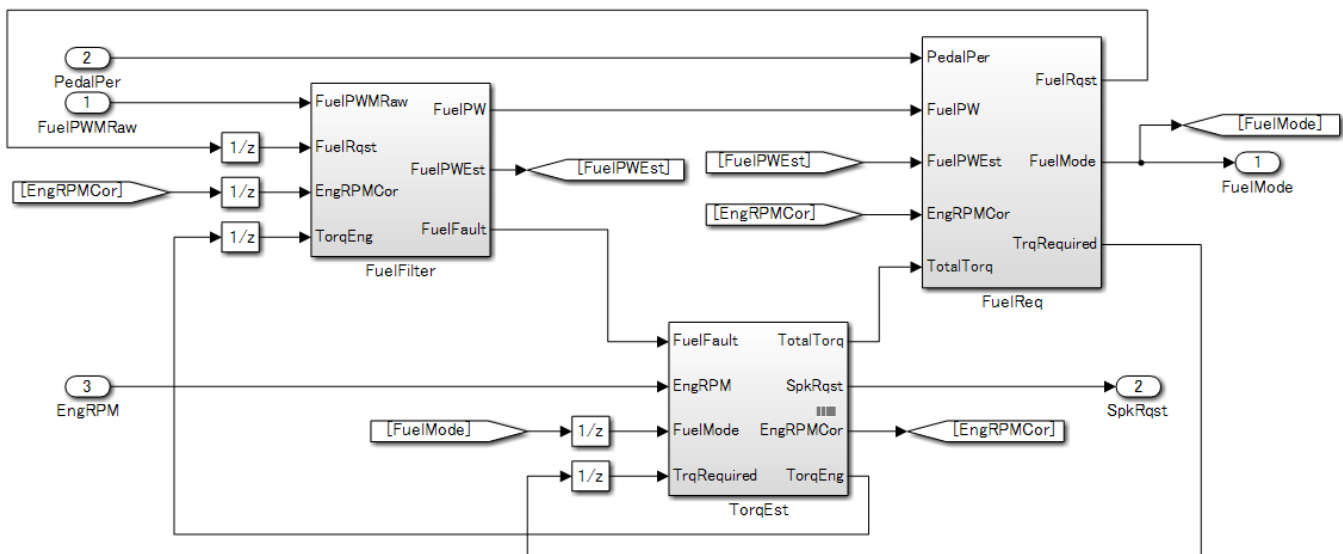 2
PedalPer
1
FuelPWMRaw
1/z
[EngRPMCor]
1/z
1/z
FuelPWMRaw
FuelRqst
EngRPMCor
TorqEng
FuelPW
FuelPWEst
FuelFault
FuelFilter
[FuelPWEst]
[FuelPWEst]
[EngRPMCor]
PedalPer
FuelPW
FuelPWEst
EngRPMCor
TotalTorq
FuelRqst
FuelMode
TrqRequired
FuelReq
[FuelMode]
1
FuelMode
3
EngRPM
[FuelMode]
1/z
1/z
FuelFault
EngRPM
FuelMode
TrqRequired
TotalTorq
SpkRqst
EngRPMCor
TorqEng
TorqEst
2
SpkRqst
[EngRPMCor]